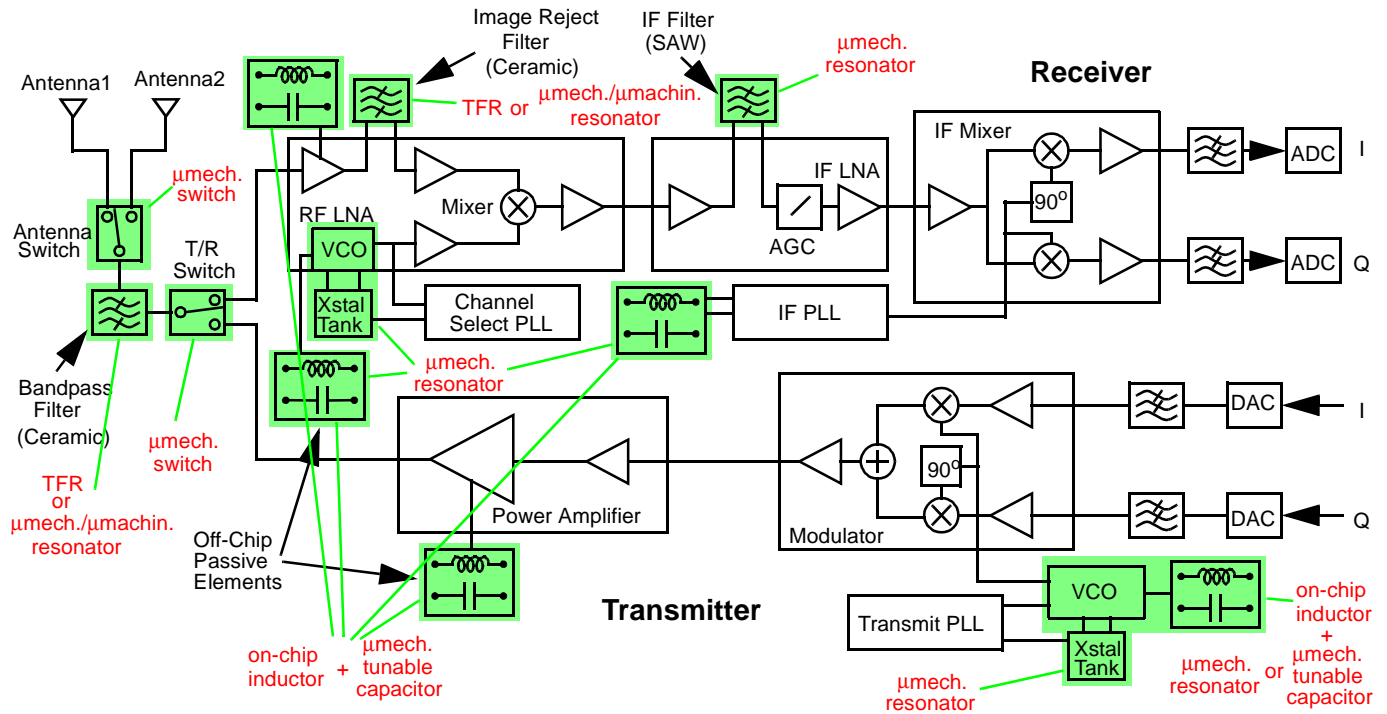 Antenna1
Antenna2
Image Reject
Filter
(Ceramic)
IF Filter
(SAW)
µmech.
resonator
Receiver
TFR or
µmech./µmachin.
resonator
µmech.
switch
Antenna
Switch
T/R
Switch
Mixer
RF LNA
VCO
Xstal
Tank
Channel
Select PLL
IF LNA
AGC
IF Mixer
90o
ADC
I
ADC
Q
IF PLL
µmech.
resonator
Bandpass
Filter
(Ceramic)
µmech.
switch
TFR
or
µmech./µmachin.
resonator
Off-Chip
Passive
Elements
Power Amplifier
Modulator
90o
DAC
I
DAC
Q
Transmitter
on-chip
inductor
+
µmech.
tunable
capacitor
Transmit PLL
VCO
Xstal
Tank
µmech.
resonator
µmech.
resonator
or
on-chip
inductor
+
µmech.
tunable
capacitor